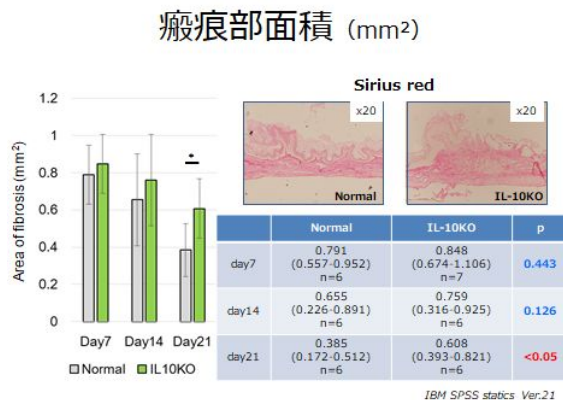 瘢痕部面積（mm²）
Sirius red
Area of fibrosis (mm²)
1.2
1
0.8
0.6
0.4
0.2
0
*
Day7 Day14 Day21
Normal IL10KO
x20
Normal
x20
IL-10KO
Normal IL-10KO p
day7 0.791 (0.557-0.952) n=6 0.848 (0.674-1.106) n=7 0.443
day14 0.655 (0.226-0.891) n=6 0.759 (0.316-0.925) n=6 0.126
day21 0.385 (0.172-0.512) n=6 0.608 (0.393-0.821) n=6 <0.05
IBM SPSS statics Ver.21